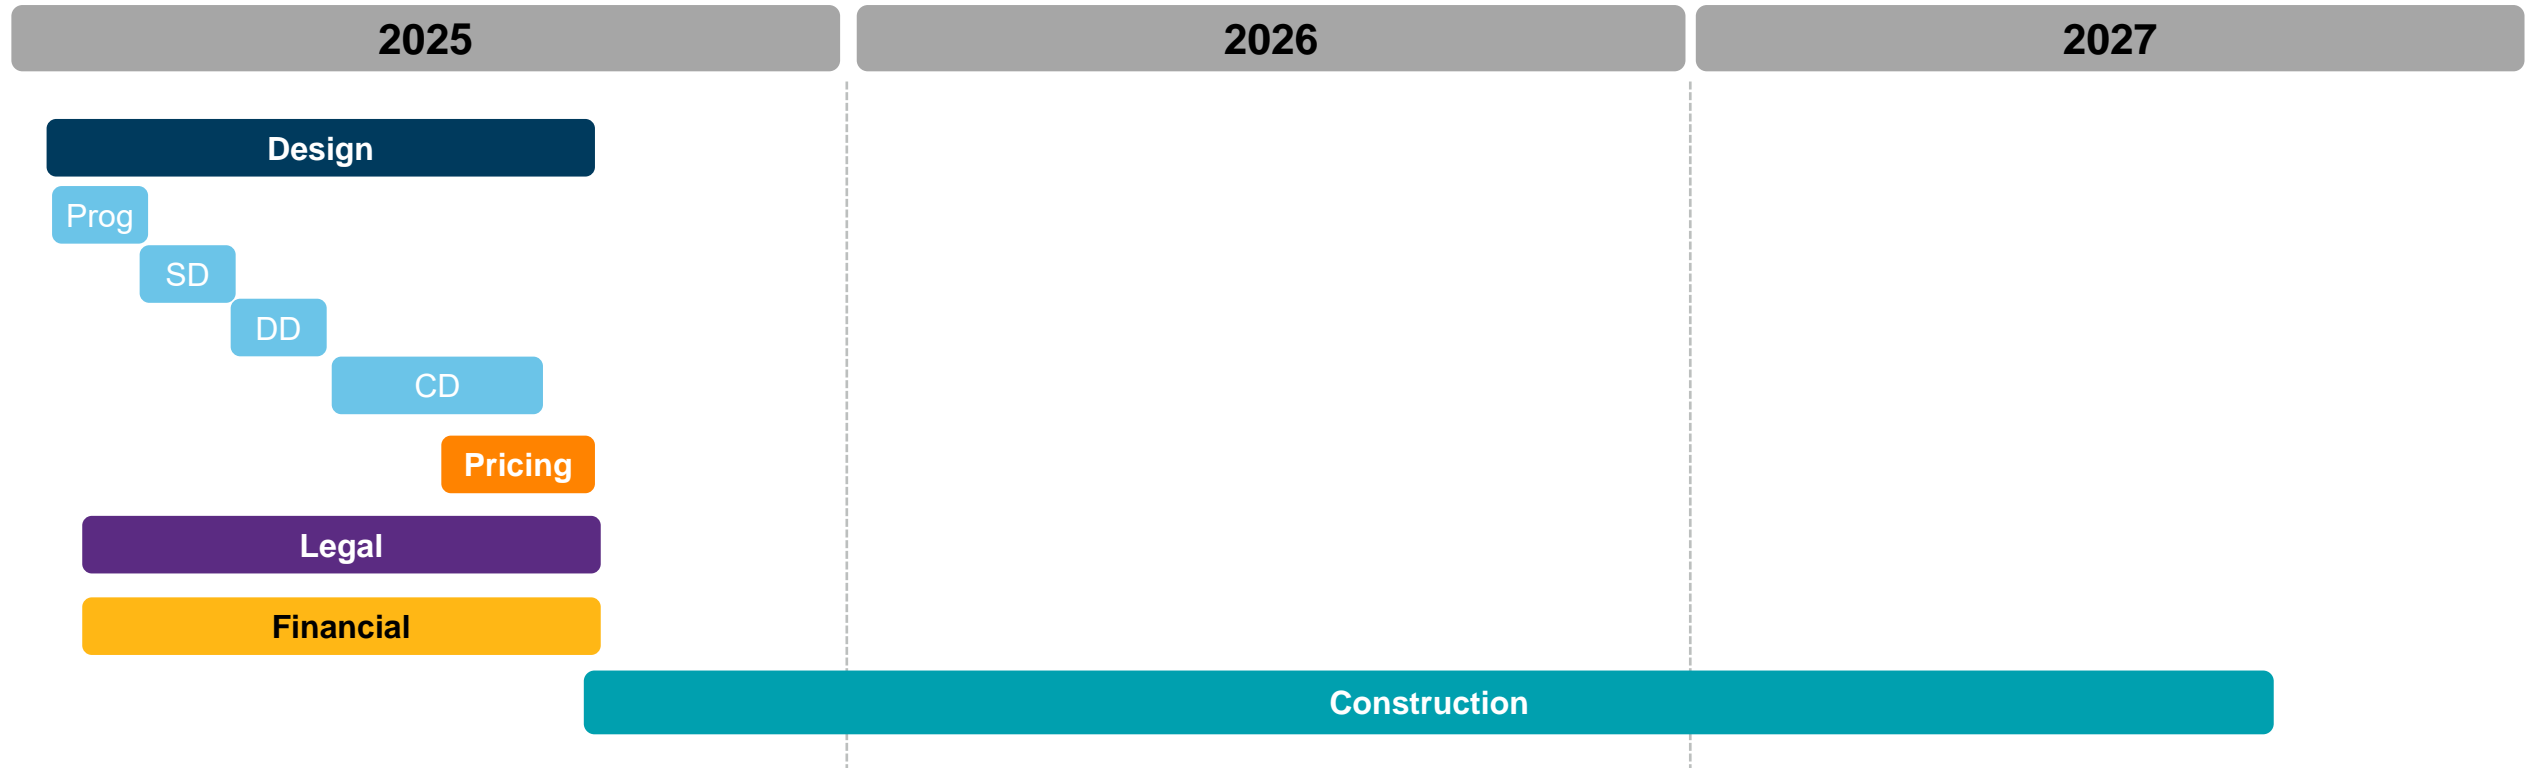 2025
2026
2027
Design
Prog
SD
DD
CD
Pricing
Legal
Financial
Construction